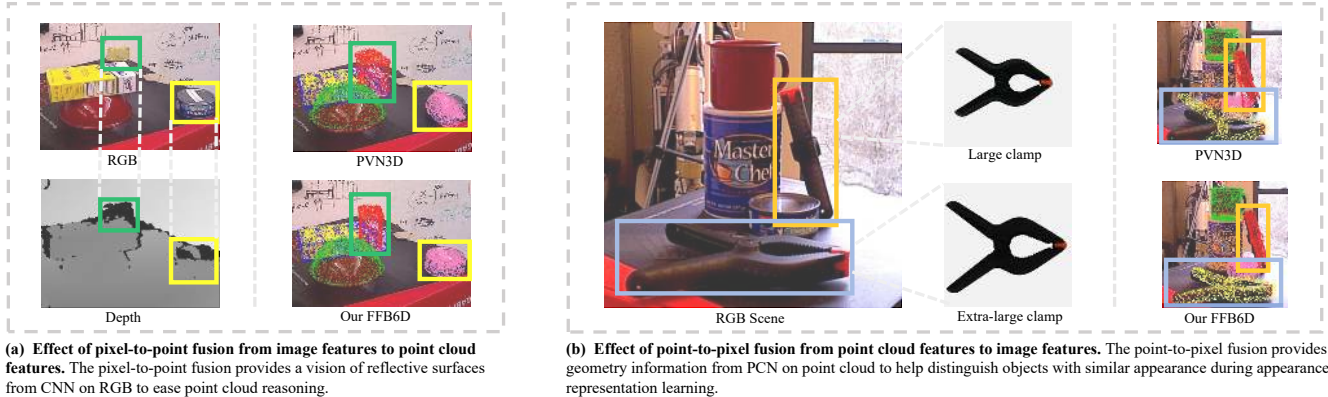 RGB
PVN3D
Depth
Our FFB6D
(a) Effect of pixel-to-point fusion from image features to point cloud
features. The pixel-to-point fusion provides a vision of reflective surfaces
from CNN on RGB to ease point cloud reasoning.
Master
Chef
RGB Scene
Large clamp
Extra-large clamp
PVN3D
Our FFB6D
(b) Effect of point-to-pixel fusion from point cloud features to image features. The point-to-pixel fusion provides
geometry information from PCN on point cloud to help distinguish objects with similar appearance during appearance
representation learning.